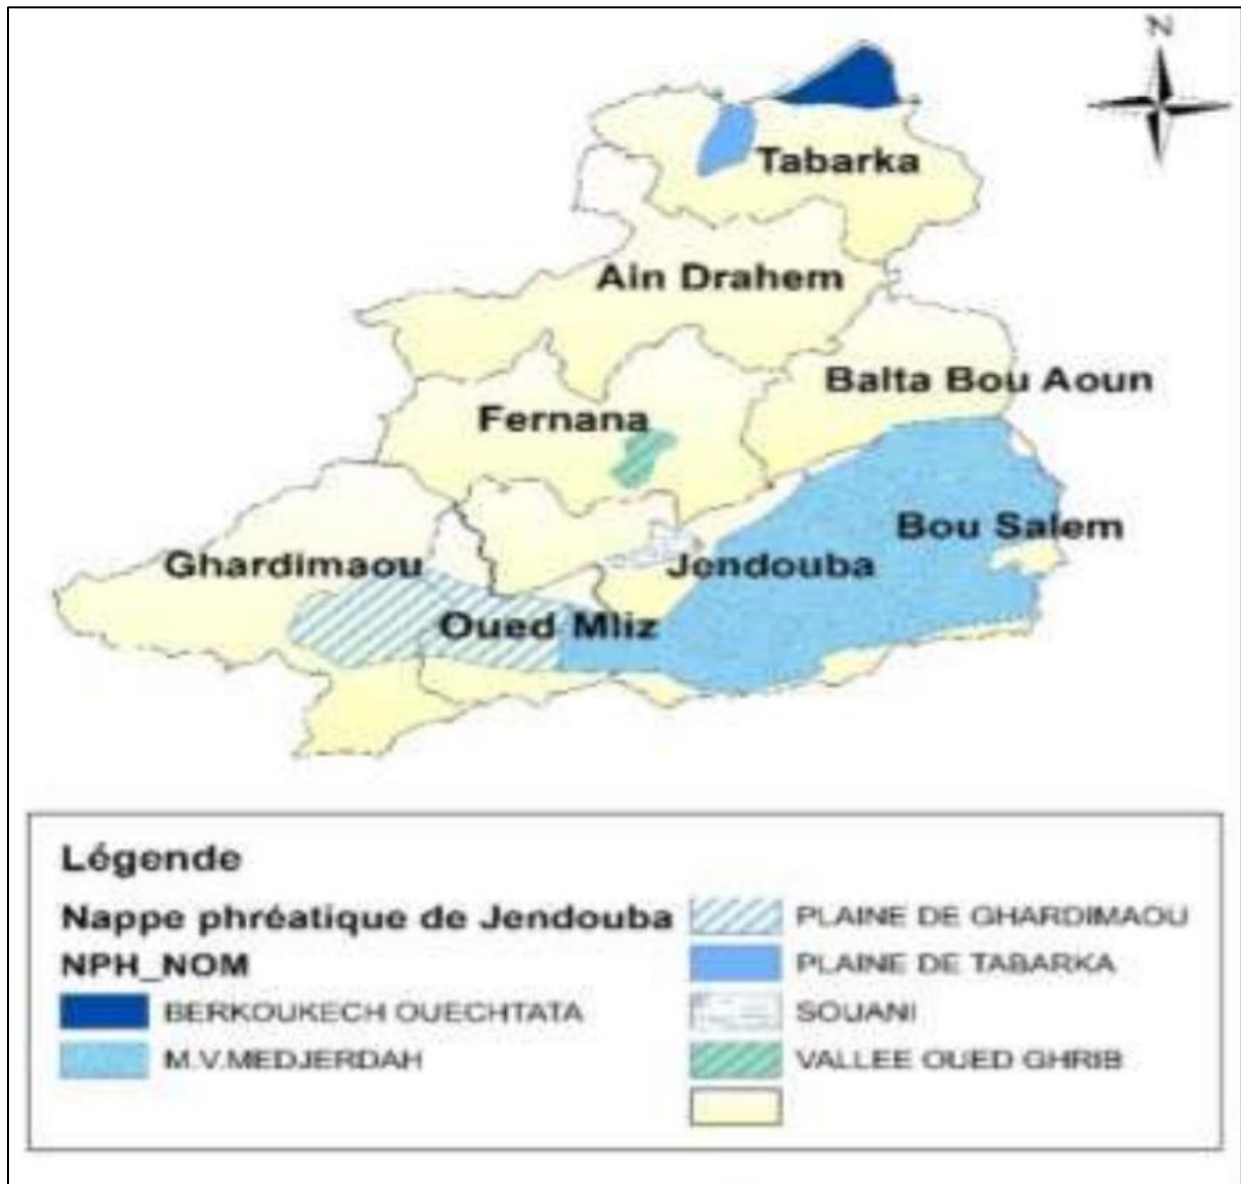 N
Tabarka
Ain Drahem
Balta Bou Aoun
Fernana
Bou Salem
Ghardimaou
Jendouba
Oued Mliz
Légende
Nappe phréatique de Jendouba
NPH_NOM
BERKOUKECH OUECHTATA
M.V.MEDJERDAH
PLAINE DE GHARDIMAOU
PLAINE DE TABARKA
SOUANI
VALLEE OUED GHRIB